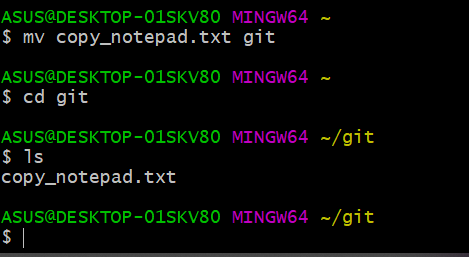 ASUS@DESKTOP-01SKV80 MINGW64 ~
$ mv copy_notepad.txt git
ASUS@DESKTOP-01SKV80 MINGW64 ~
$ cd git
ASUS@DESKTOP-01SKV80 MINGW64 ~/git
$ ls
copy_notepad.txt
ASUS@DESKTOP-01SKV80 MINGW64 ~/git
$